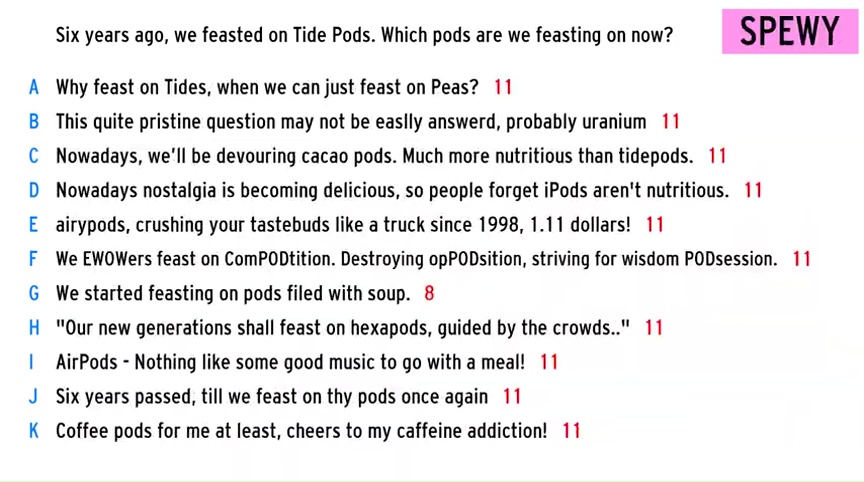 Six years ago, we feasted on Tide Pods. Which pods are we feasting on now?
SPEWY
A Why feast on Tides, when we can just feast on Peas? 11
B This quite pristine question may not be easlly answerd, probably uranium 11
C Nowadays, we'll be devouring cacao pods. Much more nutritious than tidepods. 11
D Nowadays nostalgia is becoming delicious, so people forget iPods aren't nutritious. 11
E airypods, crushing your tastebuds like a truck since 1998, 1.11 dollars! 11
F We EWOWers feast on ComPODtition. Destroying opPODsition, striving for wisdom PODsession. 11
G We started feasting on pods filed with soup. 8
H "Our new generations shall feast on hexapods, guided by the crowds.." 11
I AirPods - Nothing like some good music to go with a meal! 11
J Six years passed, till we feast on thy pods once again 11
K Coffee pods for me at least, cheers to my caffeine addiction! 11